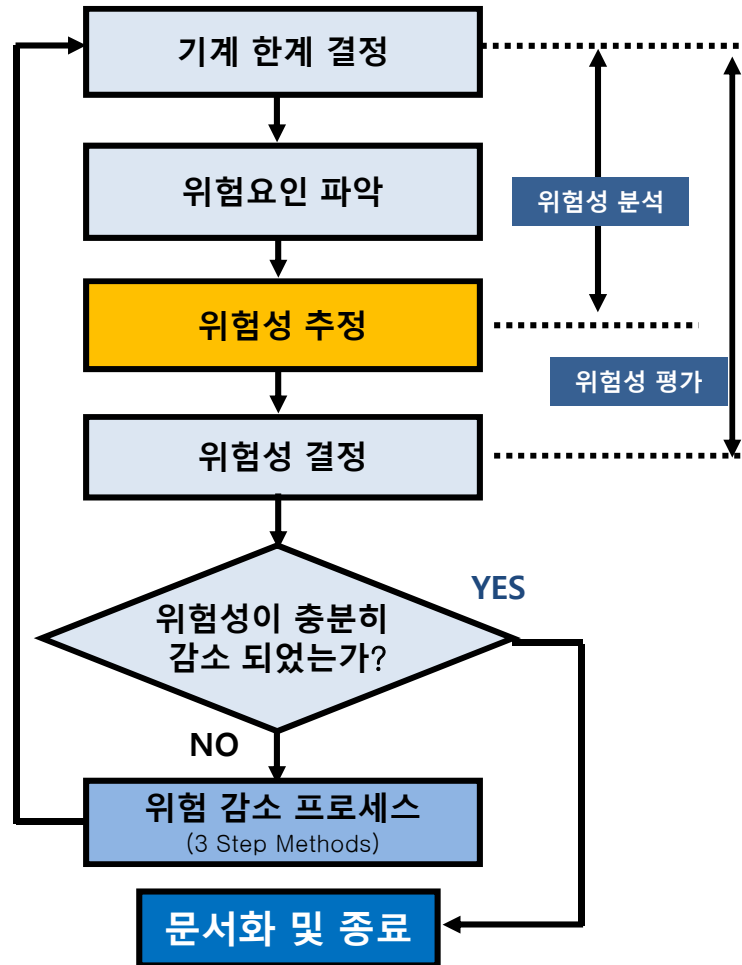 기계 한계 결정
위험요인 파악
위험성 분석
위험성 추정
위험성 평가
위험성 결정
YES
위험성이 충분히
감소 되었는가?
NO
위험 감소 프로세스
(3 Step Methods)
문서화 및 종료